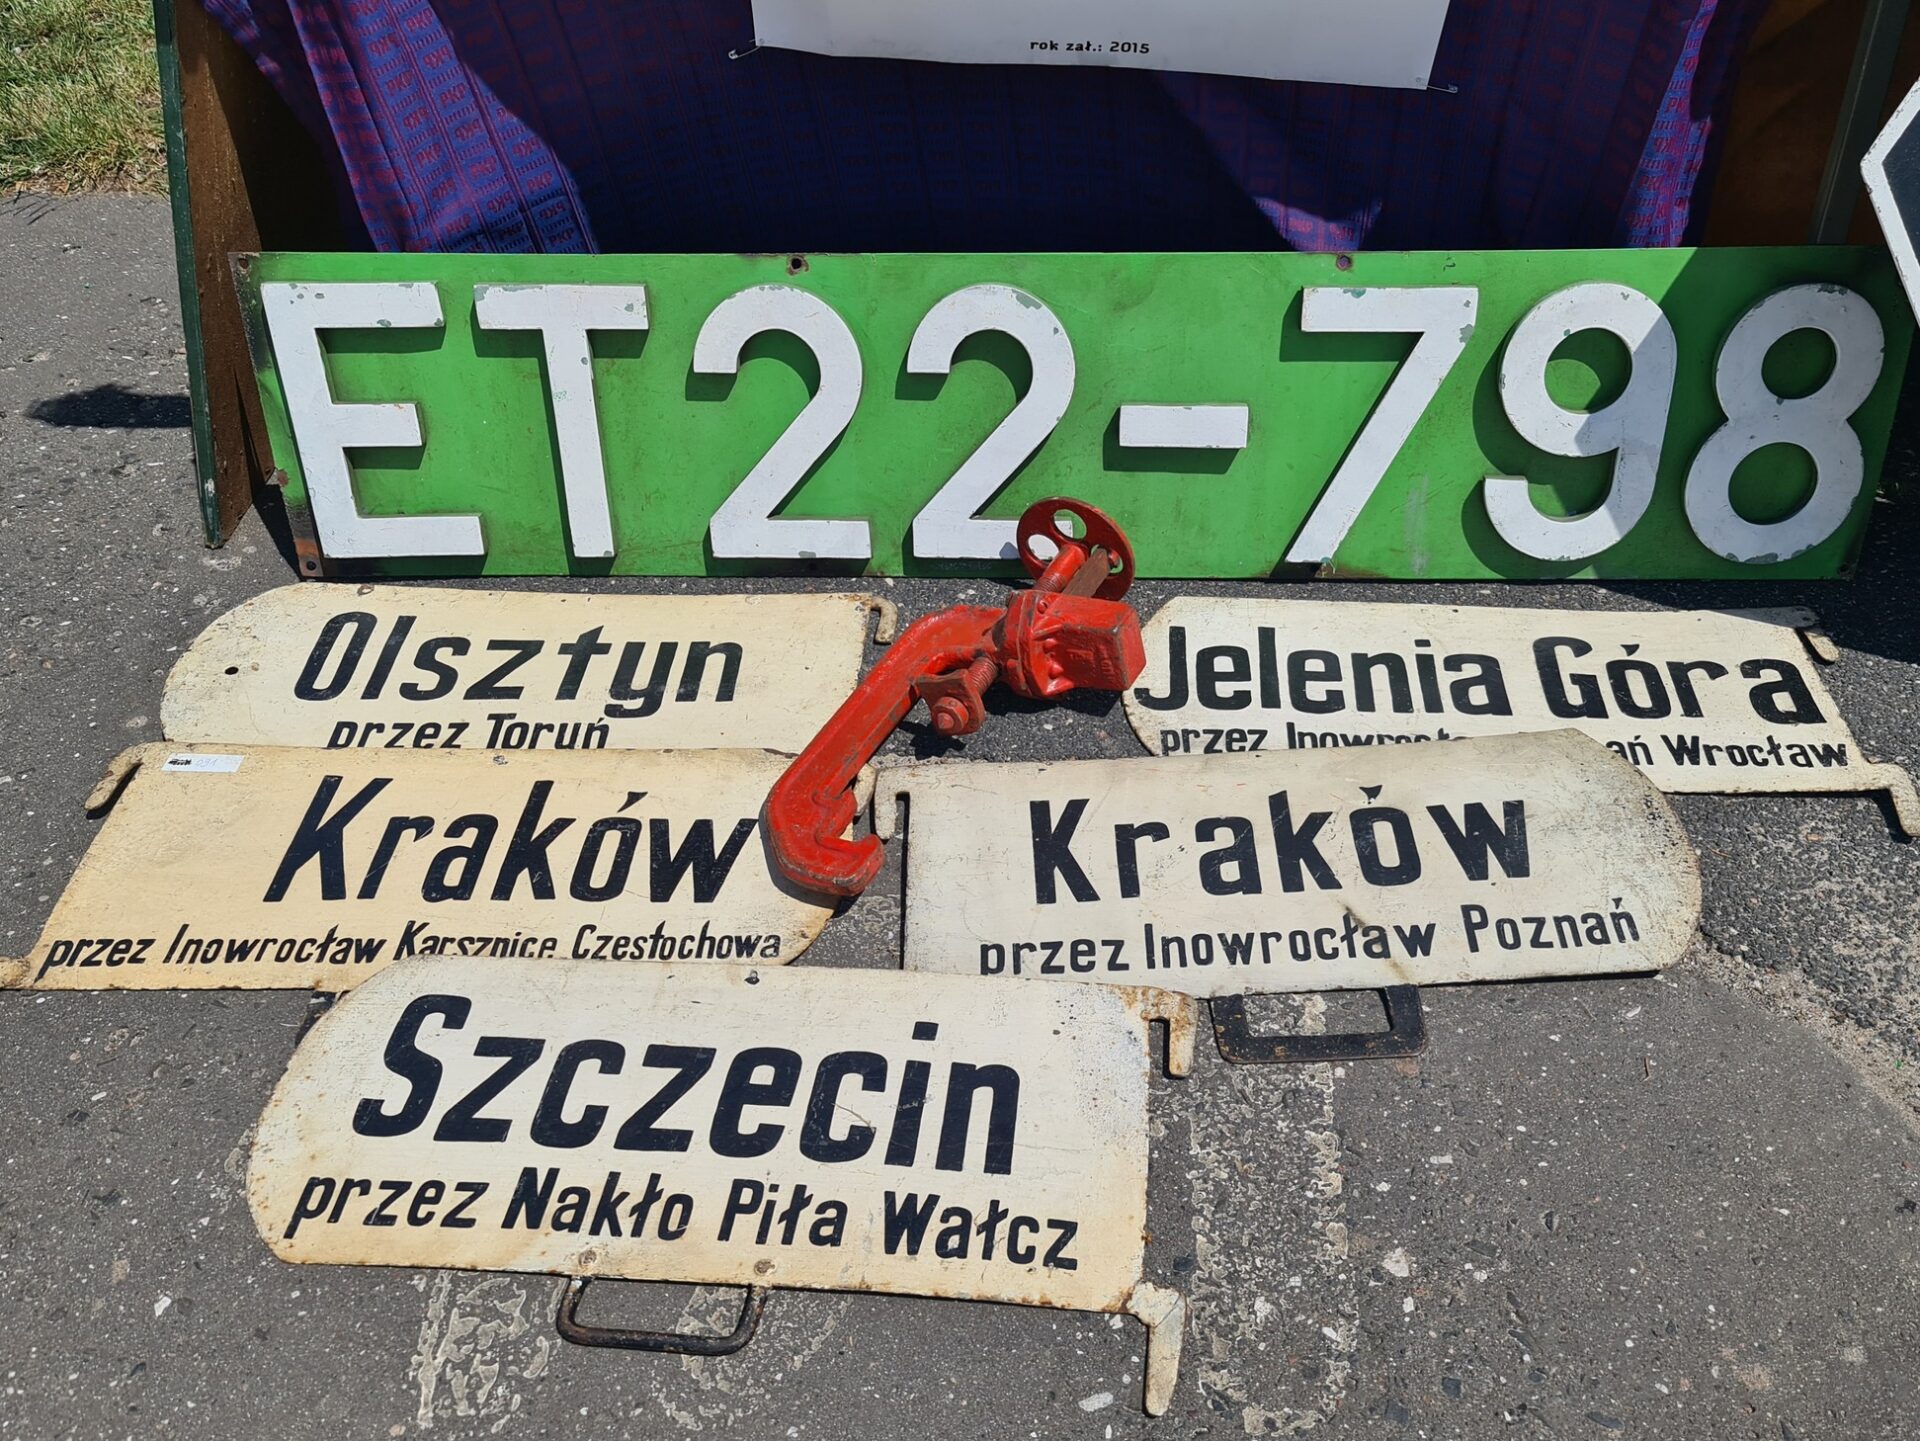 rok zał.: 2015
PKP
ET22-798
Olsztyn
przez Toruń
Jelenia Góra
przez Wrocław
Kraków
przez Inowrocław Karsznice Częstochowa
Kraków
przez Inowrocław Poznań
Szczecin
przez Nakło Piła Wałcz